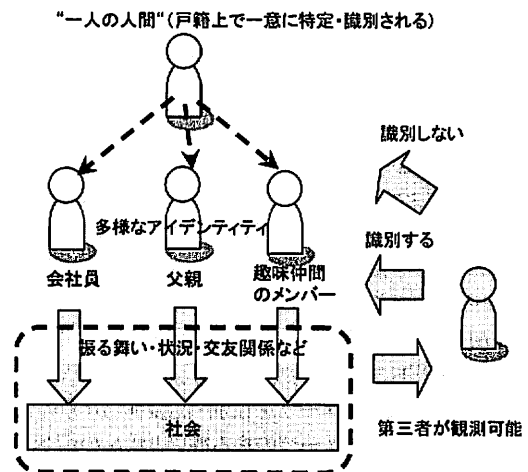 “一人の人間“(戸籍上で一意に特定・識別される)
識別しない
多様なアイデンティティ
識別する
会社員
父親
趣味仲間
のメンバー
振る舞い・状況・交友関係など
社会
第三者が観測可能